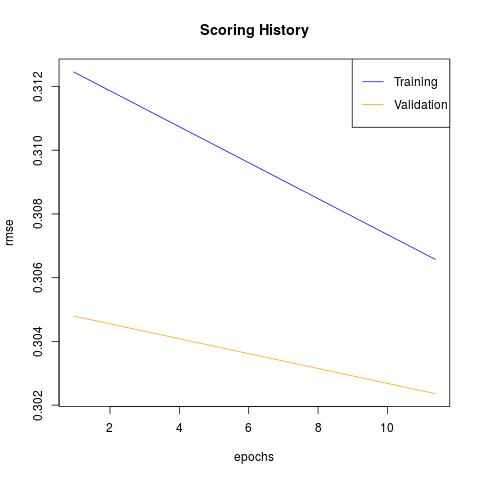 Scoring History
Training
Validation
rmse
0.312
0.310
0.308
0.306
0.304
0.302
2 4 6 8 10
epochs